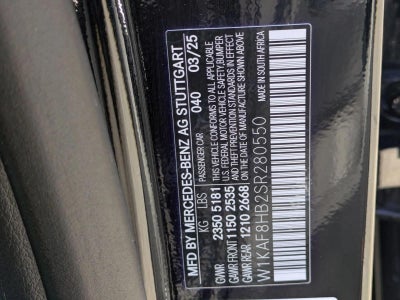 MFD BY MERCEDES-BENZ AG STUTTGART
PASSENGER CAR 040 03/25
KG LBS
GVWR 2350 5181
GAWR FRONT 1150 2535
GAWR REAR 1210 2668
THIS VEHICLE CONFORMS TO ALL APPLICABLE
U.S. FEDERAL MOTOR VEHICLE SAFETY/BUMPER
AND THEFT PREVENTION STANDARDS IN EFFECT
ON THE DATE OF MANUFACTURE SHOWN ABOVE
W1KAF8HB2SR280550
MADE IN SOUTH AFRICA